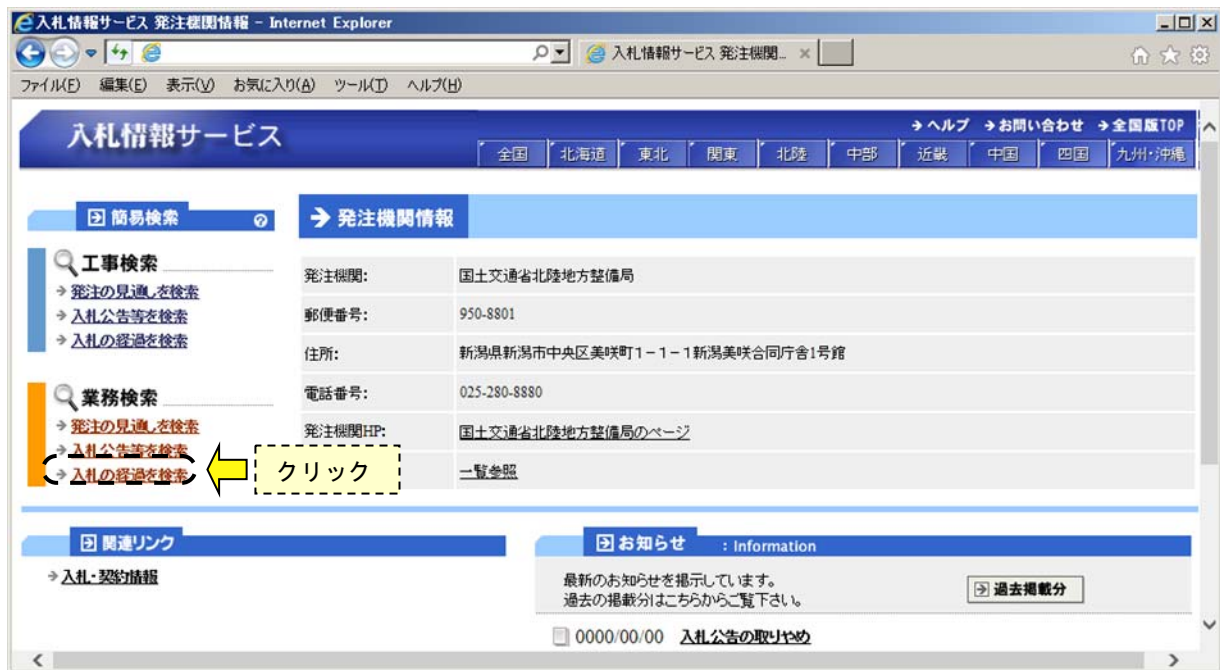 入札情報サービス 発注機関情報 - Internet Explorer
入札情報サービス 発注機関...
ファイル(F) 編集(E) 表示(V) お気に入り(A) ツール(T) ヘルプ(H)
入札情報サービス
ヘルプ お問い合わせ 全国版TOP
全国 北海道 東北 関東 北陸 中部 近畿 中国 四国 九州・沖縄
簡易検索
発注機関情報
工事検索
発注の見通しを検索
入札公告等を検索
入札の経過を検索
業務検索
発注の見通しを検索
入札公告等を検索
入札の経過を検索
クリック
発注機関: 国土交通省北陸地方整備局
郵便番号: 950-8801
住所: 新潟県新潟市中央区美咲町1-1-1新潟美咲合同庁舎1号館
電話番号: 025-280-8880
発注機関HP: 国土交通省北陸地方整備局のページ
一覧参照
関連リンク
入札・契約情報
お知らせ : Information
最新のお知らせを掲示しています。
過去の掲載分はこちらからご覧下さい。
過去掲載分
0000/00/00 入札公告の取りやめ